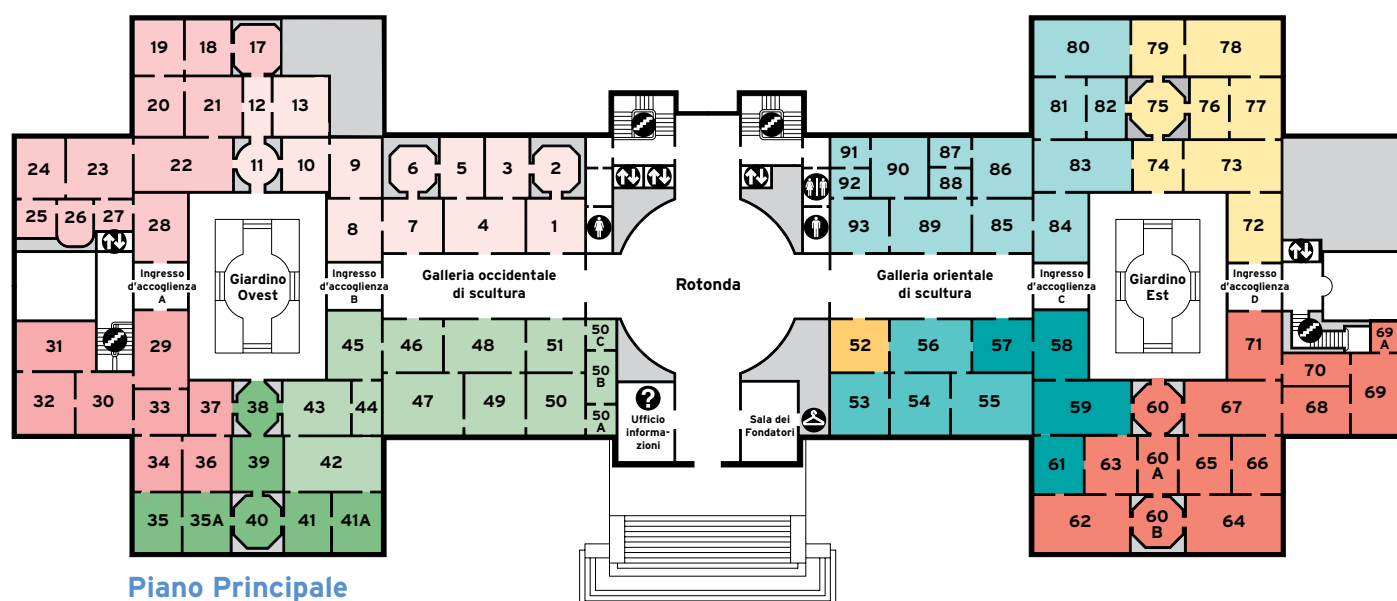 19 18 17
80 79 78
20 21 12 13
81 82 75 76 77
24 23 22 11 10 9 6 5 3 2
91 90 87 86 83 74 73
92 88
25 26 27 28 8 7 4 1
93 89 85 84 72
Ingresso
d'accoglienza
A
Giardino
Ovest
Ingresso
d'accoglienza
B
Galleria occidentale
di scultura
Rotonda
Galleria orientale
di scultura
Ingresso
d'accoglienza
C
Giardino
Est
Ingresso
d'accoglienza
D
31 29 45 46 48 51
50
C
52 56 57 58 71
69
A
32 30 33 37 38 43 44 47 49 50
50
B
50
A
?
Ufficio
informa-
zioni
Sala dei
Fondatori
53 54 55 59 60 67 70
68 69
34 36 39 42
61 63
60
A
65 66
35 35A 40 41 41A
62
60
B
64
Piano Principale